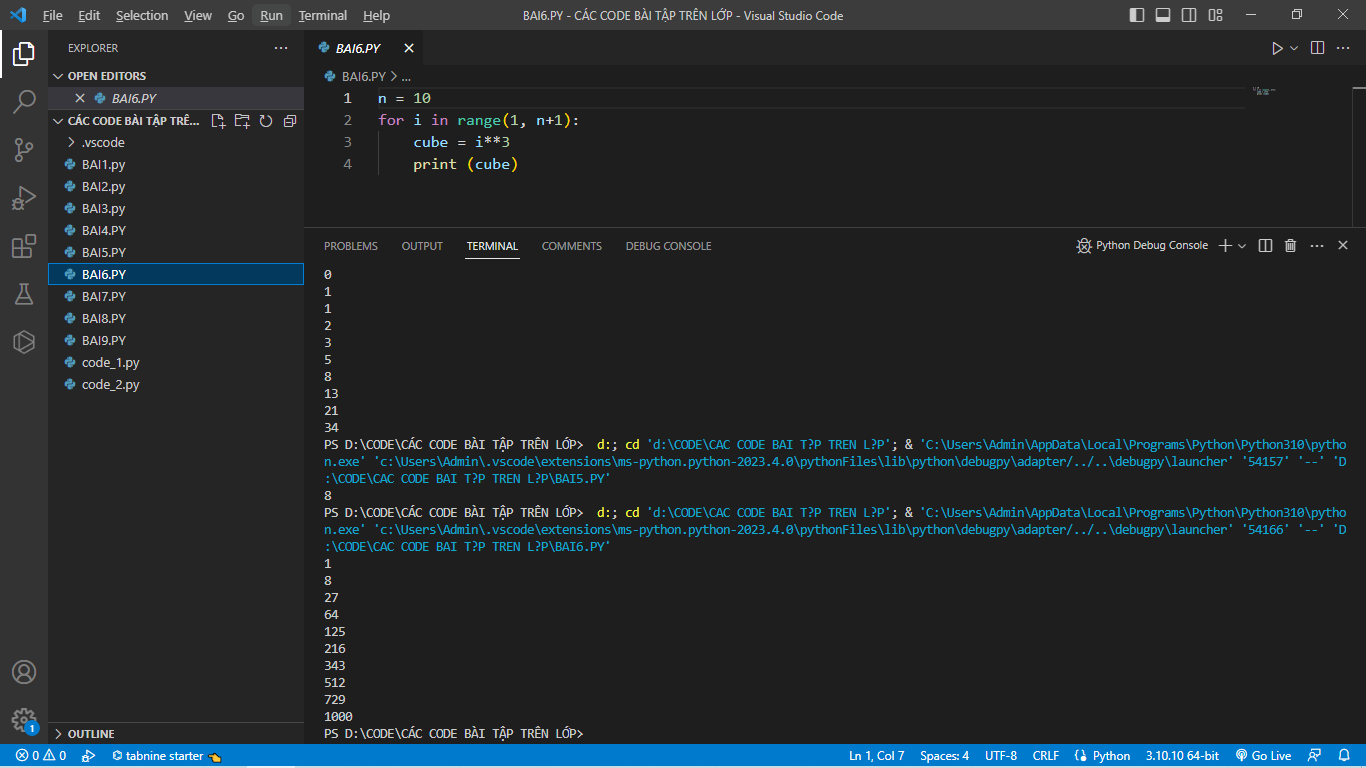 File Edit Selection View Go Run Terminal Help BAI6.PY - CÁC CODE BÀI TẬP TRÊN LỚP - Visual Studio Code
EXPLORER
OPEN EDITORS
BAI6.PY
CÁC CODE BÀI TẬP TRÊ...
.vscode
BAI1.py
BAI2.py
BAI3.py
BAI4.PY
BAI5.PY
BAI6.PY
BAI7.PY
BAI8.PY
BAI9.PY
code_1.py
code_2.py
OUTLINE
BAI6.PY
BAI6.PY > ...
1 n = 10
2 for i in range(1, n+1):
3 cube = i**3
4 print (cube)
PROBLEMS OUTPUT TERMINAL COMMENTS DEBUG CONSOLE Python Debug Console
0
1
1
2
3
5
8
13
21
34
PS D:\CODE\CÁC CODE BÀI TẬP TRÊN LỚP> d:; cd 'd:\CODE\CAC CODE BAI T?P TREN L?P'; & 'C:\Users\Admin\AppData\Local\Programs\Python\Python310\pytho
n.exe' 'c:\Users\Admin\.vscode\extensions\ms-python.python-2023.4.0\pythonFiles\lib\python\debugpy\adapter/../..\debugpy\launcher' '54157' '--' 'D
:\CODE\CAC CODE BAI T?P TREN L?P\BAI5.PY'
8
PS D:\CODE\CÁC CODE BÀI TẬP TRÊN LỚP> d:; cd 'd:\CODE\CAC CODE BAI T?P TREN L?P'; & 'C:\Users\Admin\AppData\Local\Programs\Python\Python310\pytho
n.exe' 'c:\Users\Admin\.vscode\extensions\ms-python.python-2023.4.0\pythonFiles\lib\python\debugpy\adapter/../..\debugpy\launcher' '54166' '--' 'D
:\CODE\CAC CODE BAI T?P TREN L?P\BAI6.PY'
1
8
27
64
125
216
343
512
729
1000
PS D:\CODE\CÁC CODE BÀI TẬP TRÊN LỚP>
1
0 0 tabnine starter Ln 1, Col 7 Spaces: 4 UTF-8 CRLF Python 3.10.10 64-bit Go Live